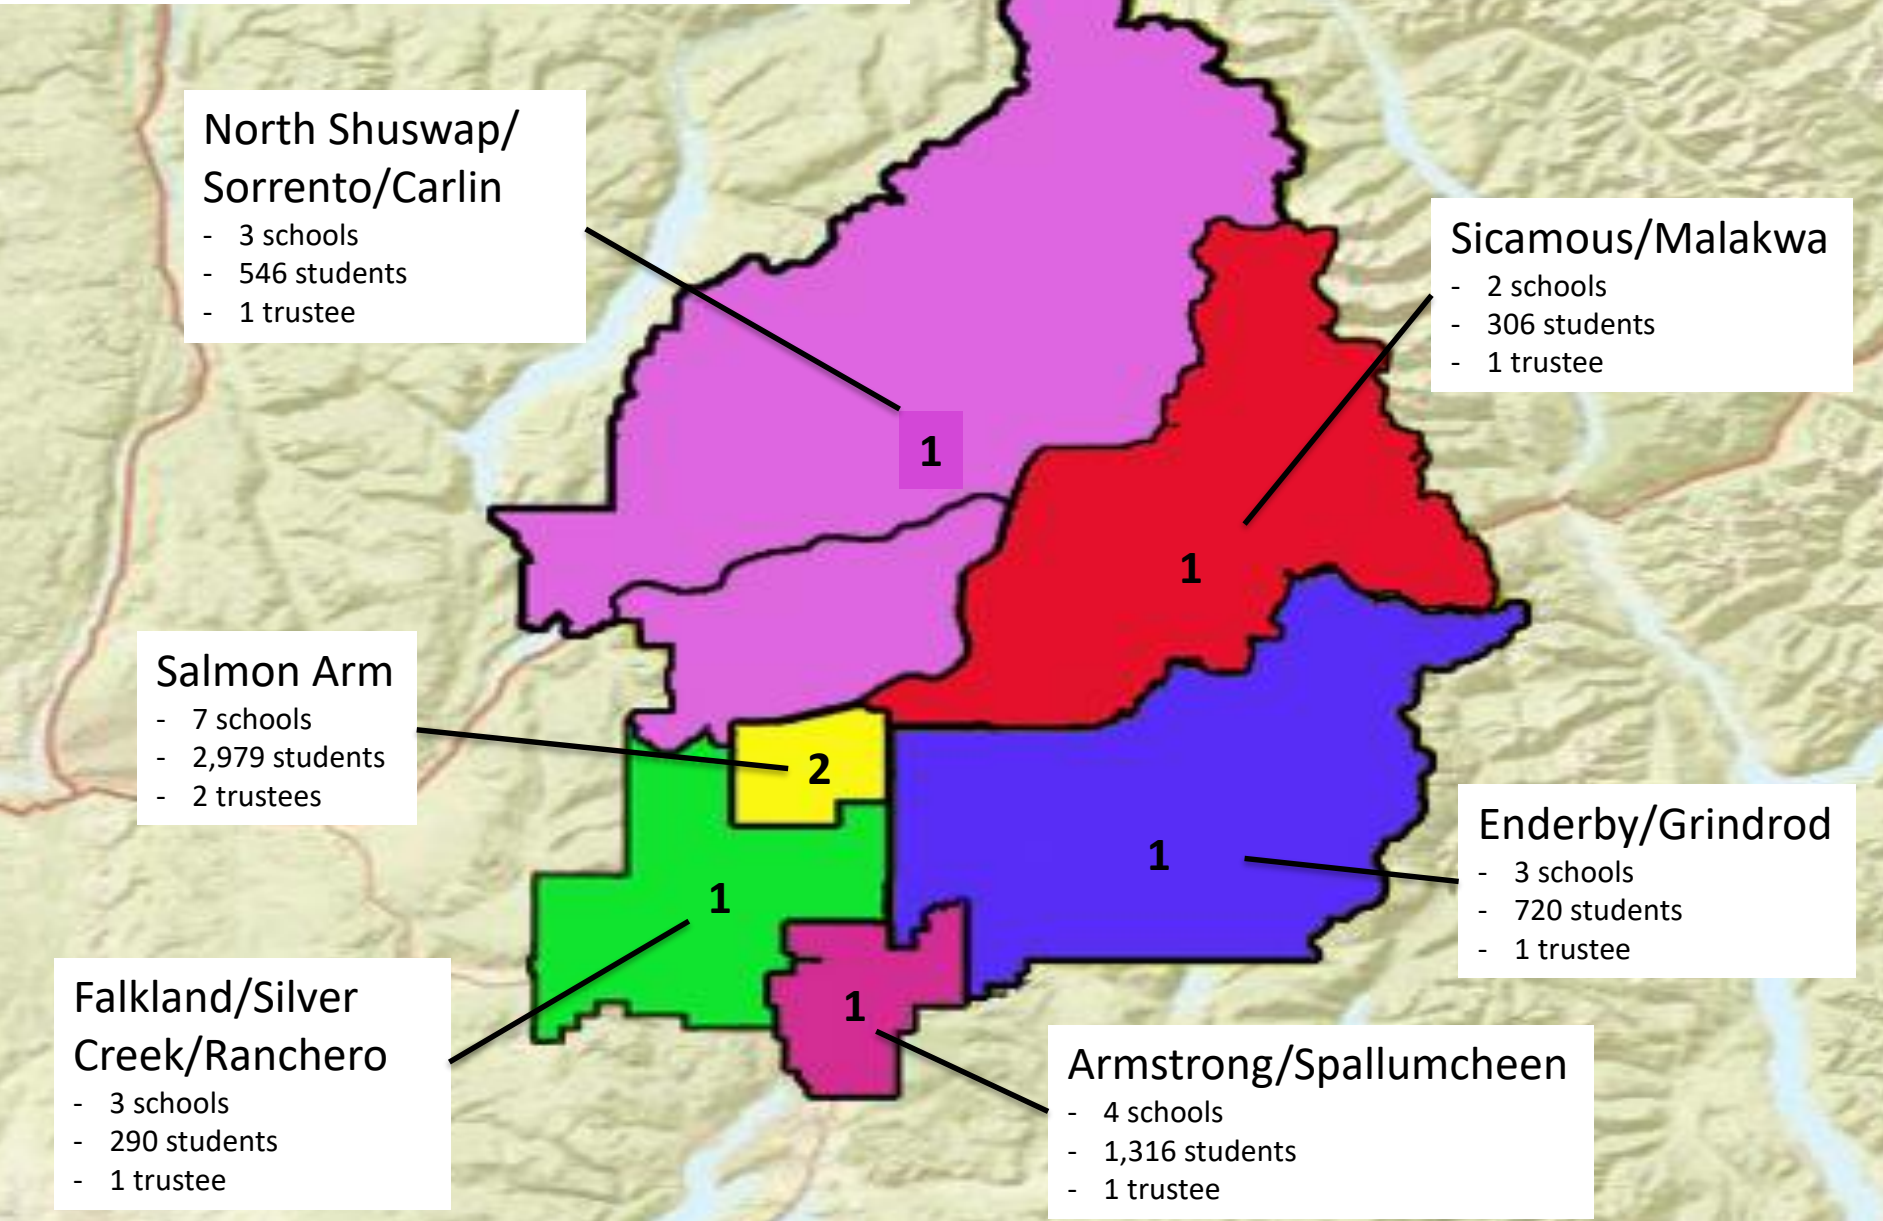 North Shuswap/
Sorrento/Carlin
- 3 schools
- 546 students
- 1 trustee
Sicamous/Malakwa
- 2 schools
- 306 students
- 1 trustee
1
1
Salmon Arm
- 7 schools
- 2,979 students
- 2 trustees
2
Enderby/Grindrod
- 3 schools
- 720 students
- 1 trustee
1
1
Falkland/Silver
Creek/Ranchero
- 3 schools
- 290 students
- 1 trustee
1
Armstrong/Spallumcheen
- 4 schools
- 1,316 students
- 1 trustee